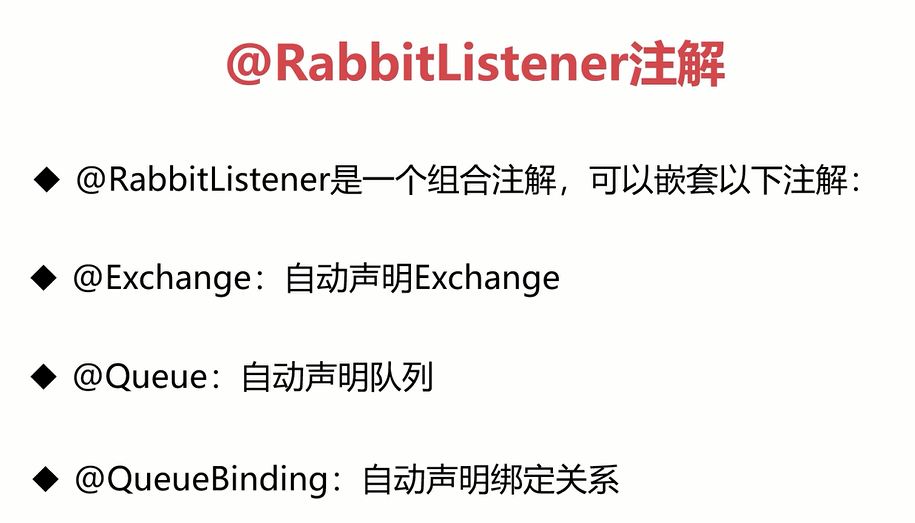 @RabbitListener注解
◆ @RabbitListener是一个组合注解，可以嵌套以下注解：
◆ @Exchange：自动声明Exchange
◆ @Queue：自动声明队列
◆ @QueueBinding：自动声明绑定关系